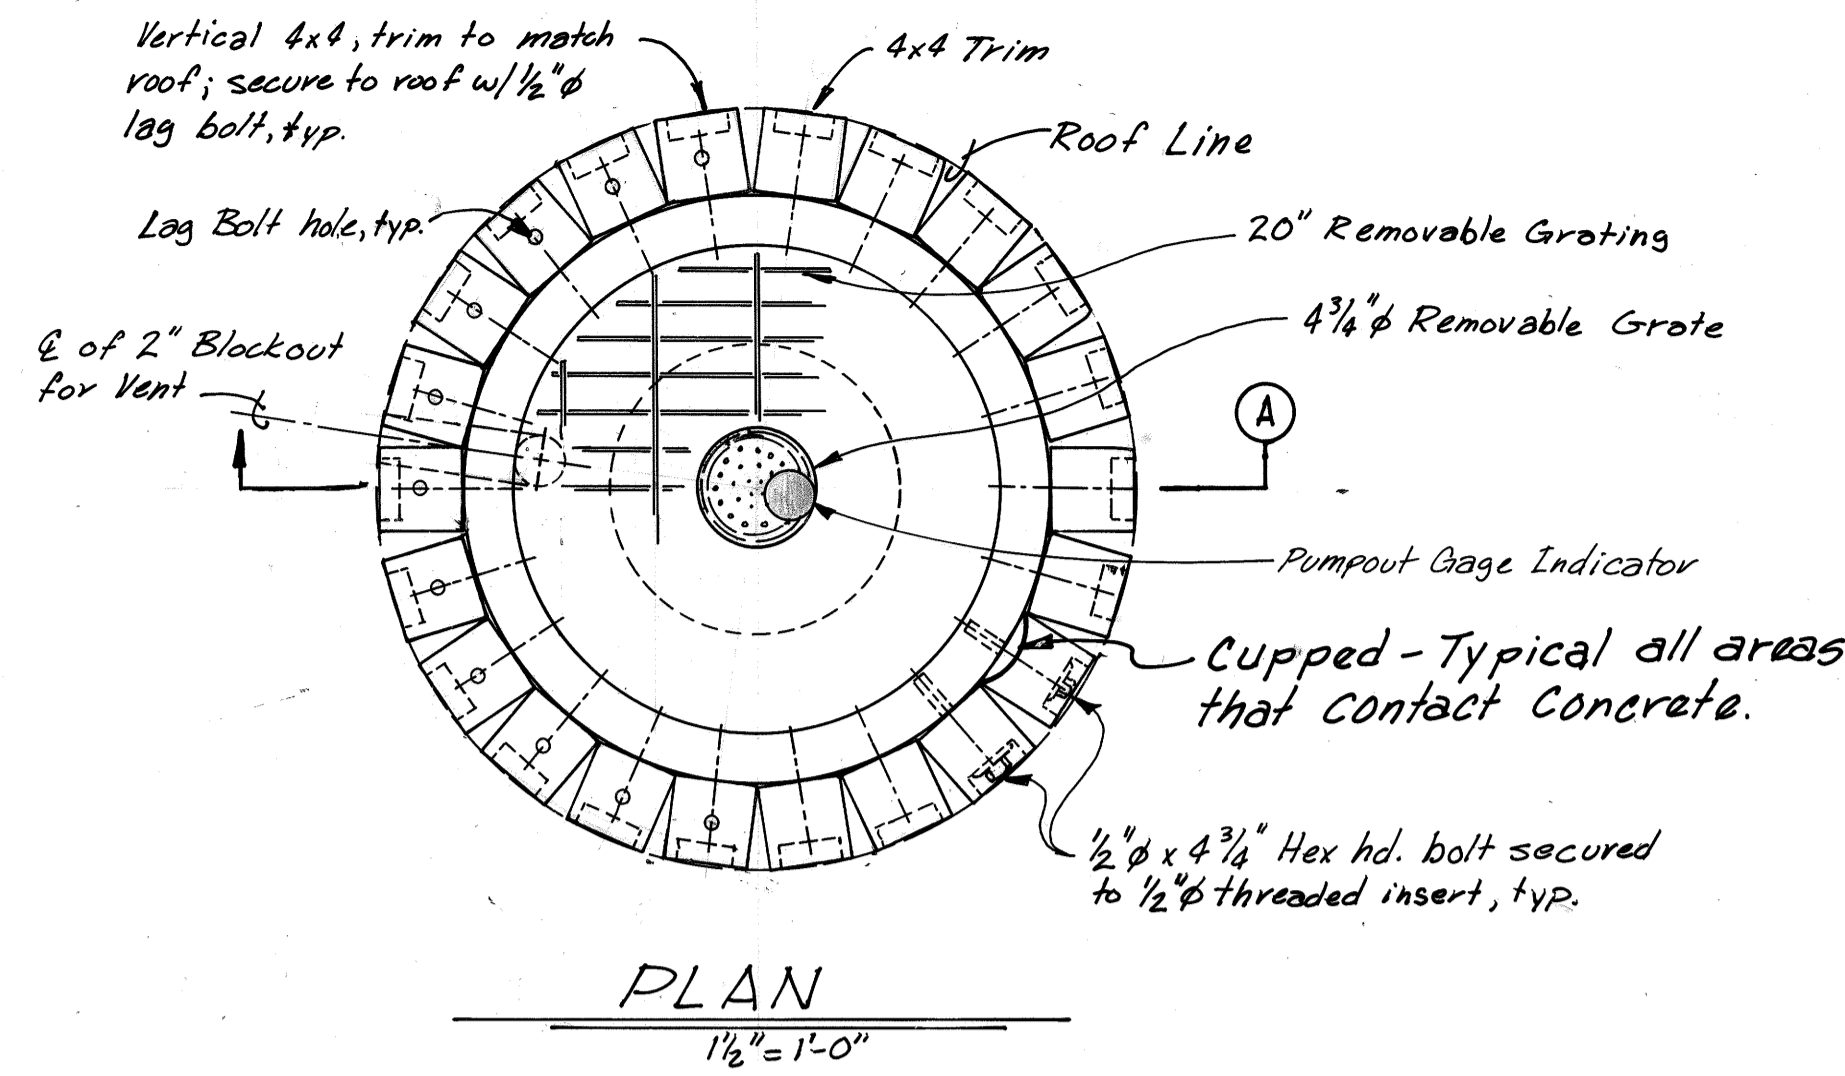 Vertical 4x4, trim to match
roof; secure to roof w/ ½"ø
lag bolt, typ.
4x4 Trim
Roof Line
Lag Bolt hole, typ.
20" Removable Grating
4¾"ø Removable Grate
℄ of 2" Blockout
for Vent
A
Pumpout Gage Indicator
Cupped - Typical all areas
that contact concrete.
½"ø x 4¾" Hex hd. bolt secured
to ½"ø threaded insert, typ.
PLAN
1½" = 1'-0"